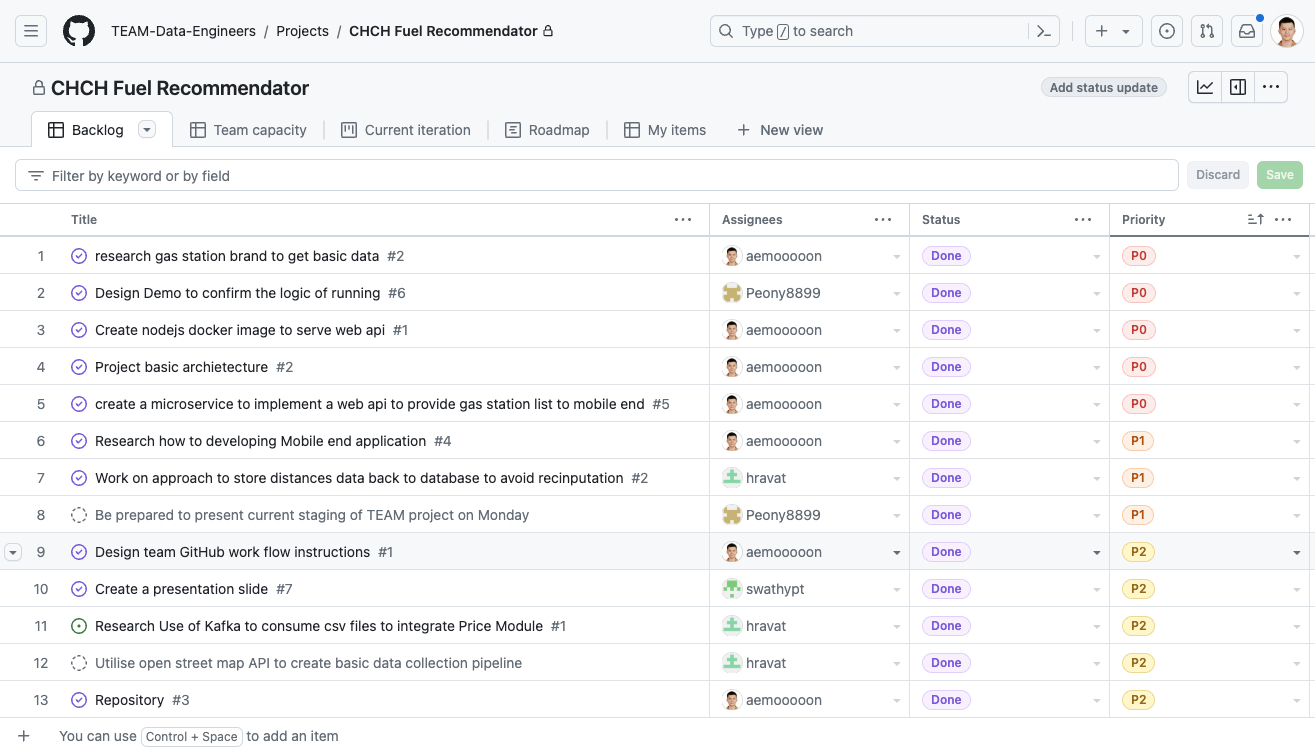 TEAM-Data-Engineers / Projects / CHCH Fuel Recommendator Type / to search
CHCH Fuel Recommendator Add status update
Backlog Team capacity Current iteration Roadmap My items New view
Filter by keyword or by field Discard Save
Title Assignees Status Priority
1 research gas station brand to get basic data #2 aemooooon Done P0
2 Design Demo to confirm the logic of running #6 Peony8899 Done P0
3 Create nodejs docker image to serve web api #1 aemooooon Done P0
4 Project basic archietecture #2 aemooooon Done P0
5 create a microservice to implement a web api to provide gas station list to mobile end #5 aemooooon Done P0
6 Research how to developing Mobile end application #4 aemooooon Done P1
7 Work on approach to store distances data back to database to avoid recinputation #2 hravat Done P1
8 Be prepared to present current staging of TEAM project on Monday Peony8899 Done P1
9 Design team GitHub work flow instructions #1 aemooooon Done P2
10 Create a presentation slide #7 swathypt Done P2
11 Research Use of Kafka to consume csv files to integrate Price Module #1 hravat Done P2
12 Utilise open street map API to create basic data collection pipeline hravat Done P2
13 Repository #3 aemooooon Done P2
You can use Control + Space to add an item